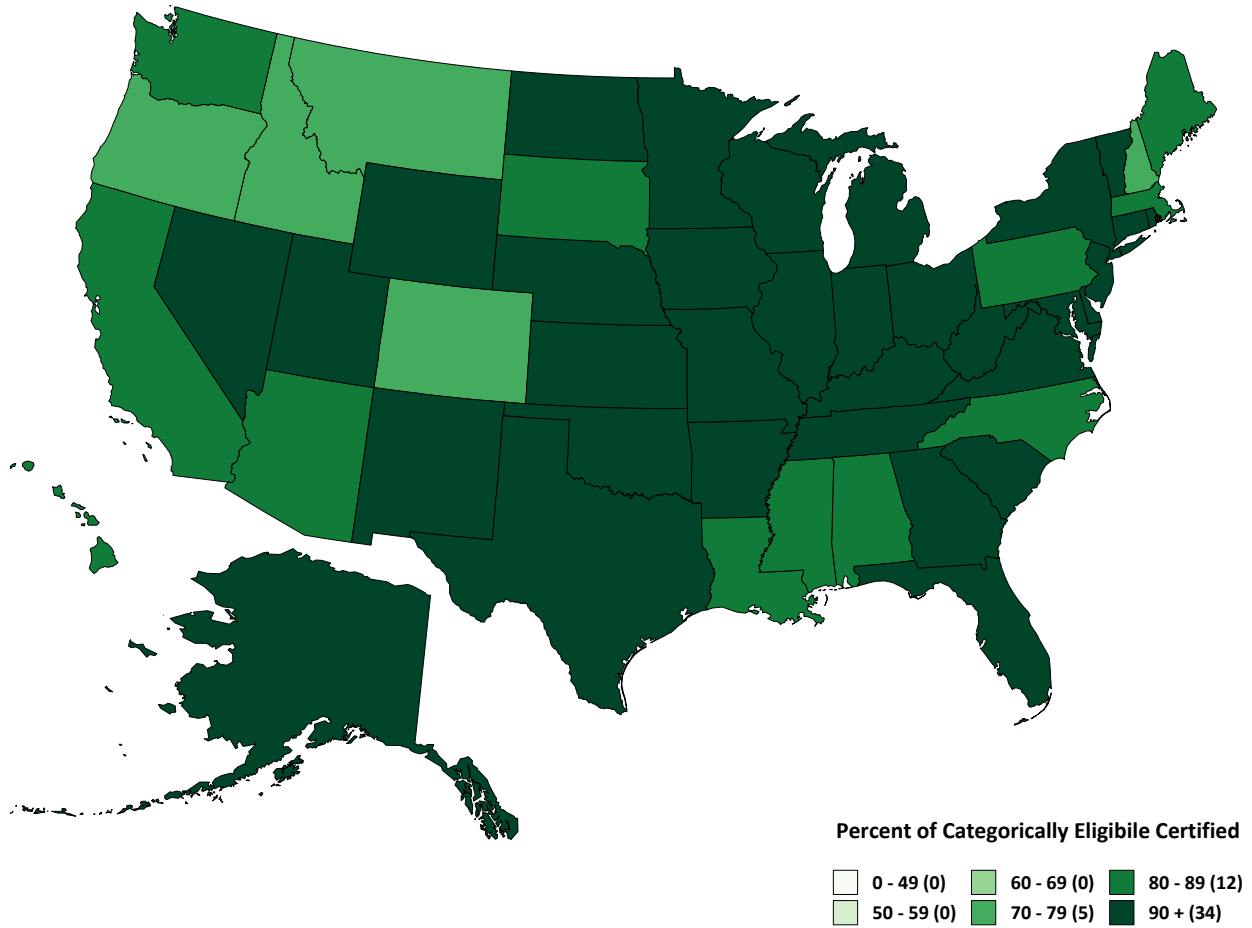 Percent of Categorically Eligibile Certified
0 - 49 (0) 60 - 69 (0) 80 - 89 (12)
50 - 59 (0) 70 - 79 (5) 90 + (34)